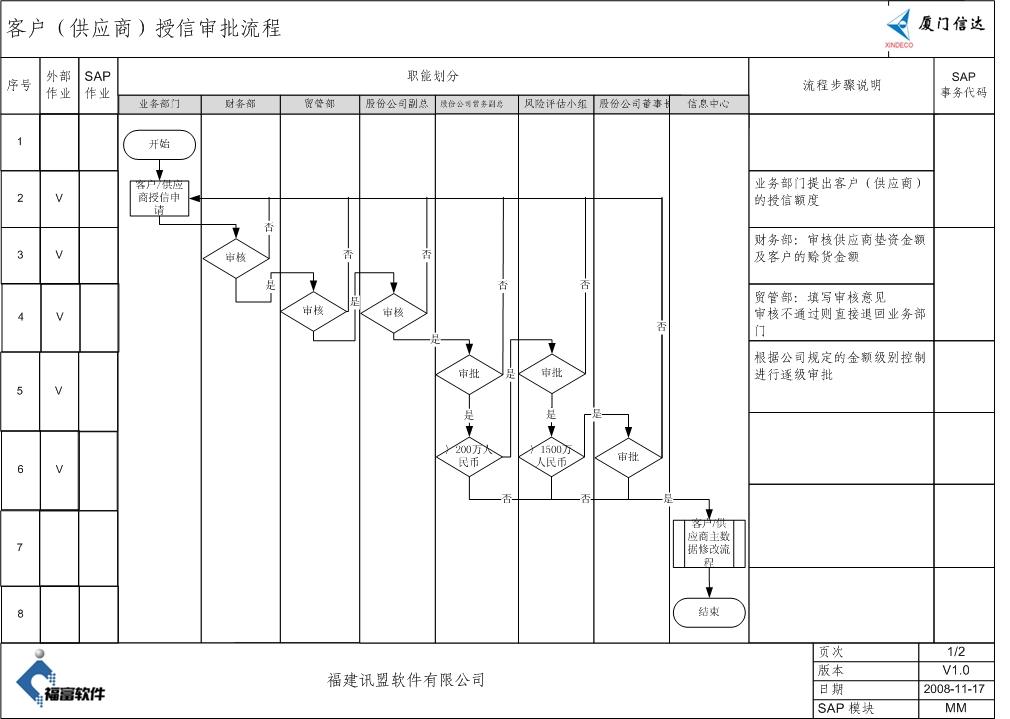 客户（供应商）授信审批流程
厦门信达
XINDECO
序号
外部
作业
SAP
作业
职能划分
流程步骤说明
SAP
事务代码
业务部门
财务部
贸管部
股份公司副总
股份公司常务副总
风险评估小组
股份公司董事长
信息中心
1
开始
2
V
客户/供应
商授信申
请
业务部门提出客户（供应商）
的授信额度
否
3
V
审核
否
否
财务部：审核供应商垫资金额
及客户的赊货金额
是
否
否
4
V
审核
是
审核
否
贸管部：填写审核意见
审核不通过则直接退回业务部
门
是
5
V
审批
是
审批
根据公司规定的金额级别控制
进行逐级审批
是
是
是
6
V
〉200万人
民币
〉1500万
人民币
审批
否
否
是
7
客户/供
应商主数
据修改流
程
8
结束
福富软件
福建讯盟软件有限公司
页次
1/2
版本
V1.0
日期
2008-11-17
SAP 模块
MM